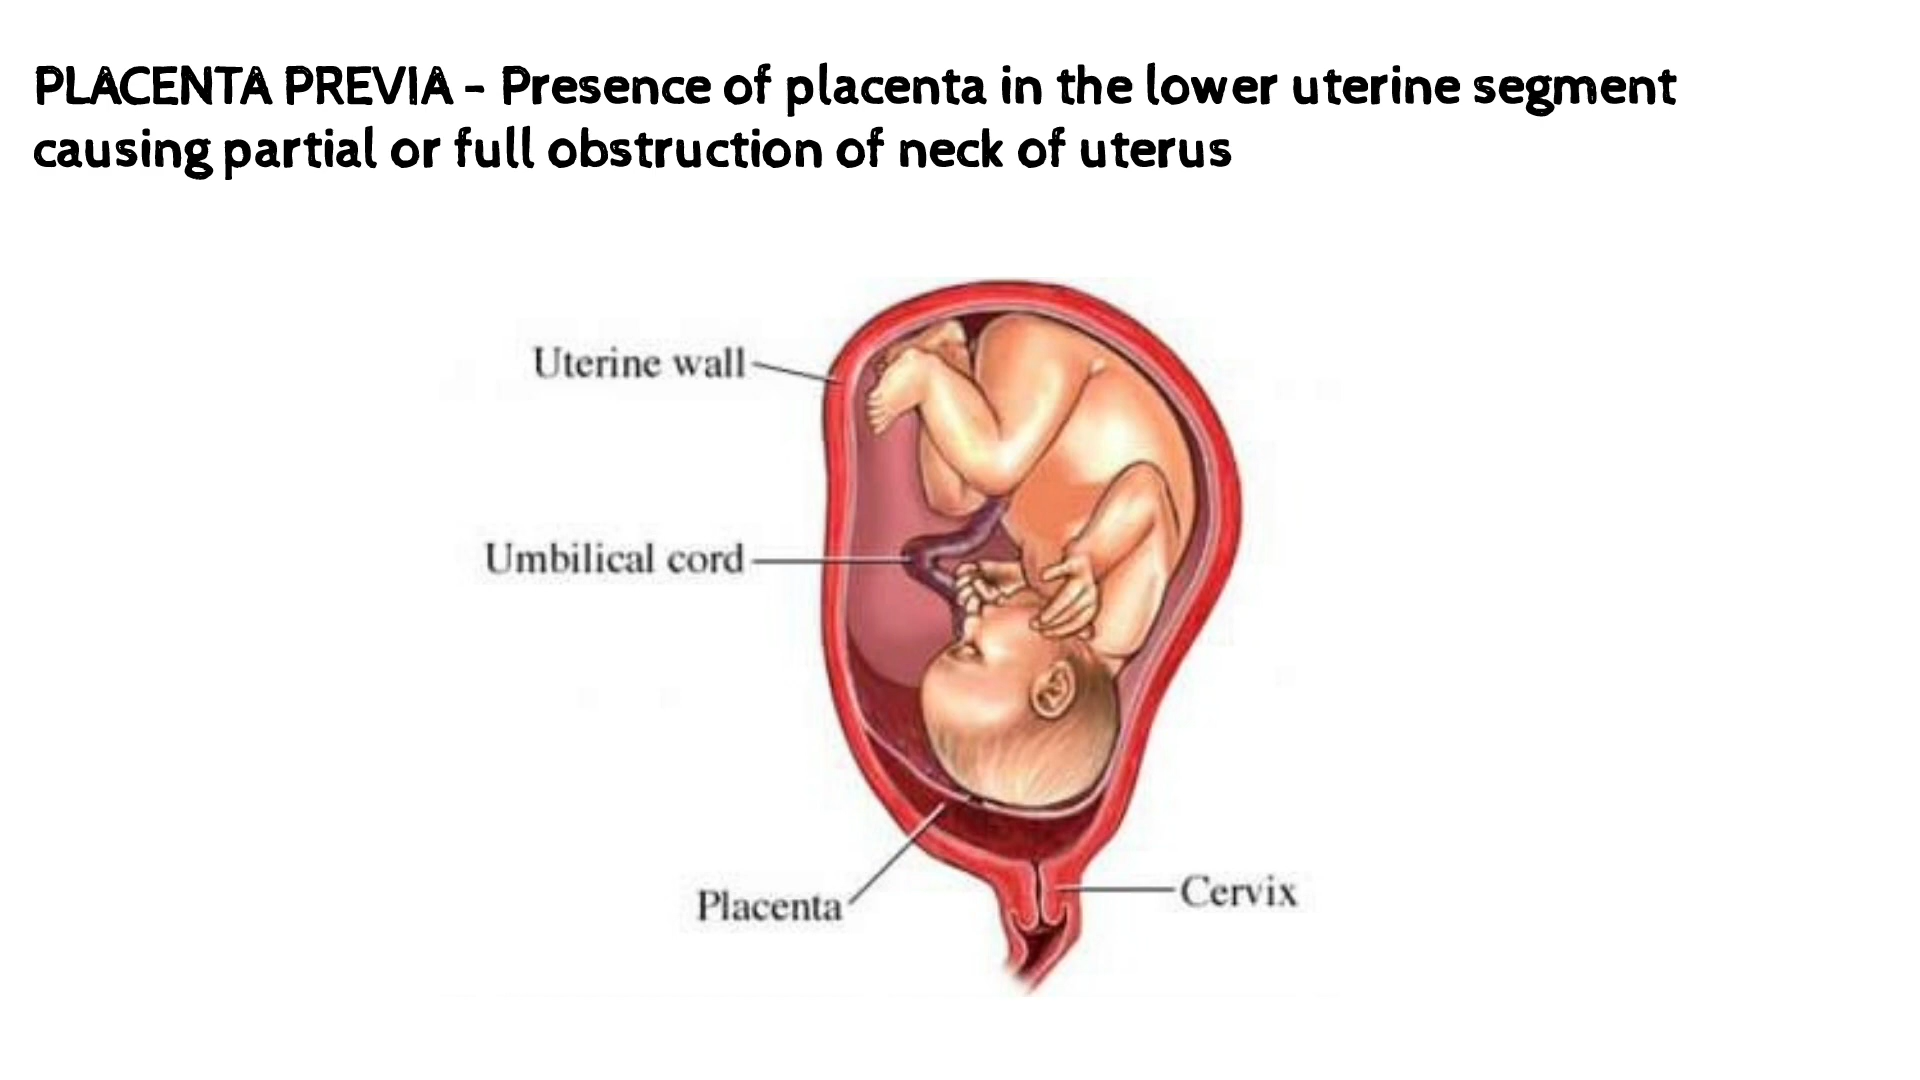 PLACENTA PREVIA - Presence of placenta in the lower uterine segment
causing partial or full obstruction of neck of uterus
Uterine wall
Umbilical cord
Placenta
Cervix